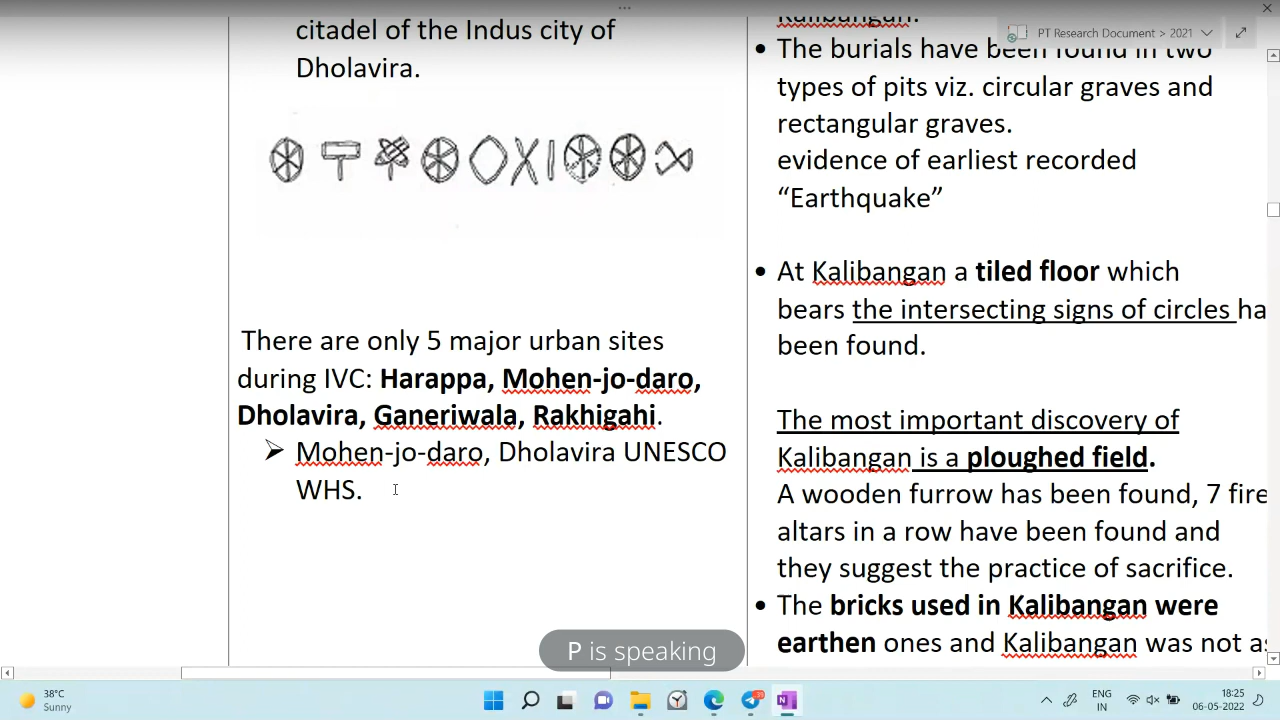 PT Research Document > 2021
citadel of the Indus city of
Dholavira.
There are only 5 major urban sites
during IVC: Harappa, Mohen-jo-daro,
Dholavira, Ganeriwala, Rakhigahi.
Mohen-jo-daro, Dholavira UNESCO
WHS.
Kalibangan.
• The burials have been found in two
types of pits viz. circular graves and
rectangular graves.
evidence of earliest recorded
“Earthquake”
• At Kalibangan a tiled floor which
bears the intersecting signs of circles ha
been found.
The most important discovery of
Kalibangan is a ploughed field.
A wooden furrow has been found, 7 fire
altars in a row have been found and
they suggest the practice of sacrifice.
• The bricks used in Kalibangan were
earthen ones and Kalibangan was not as
P is speaking
38°C
Sunny
ENG
IN
18:25
06-05-2022